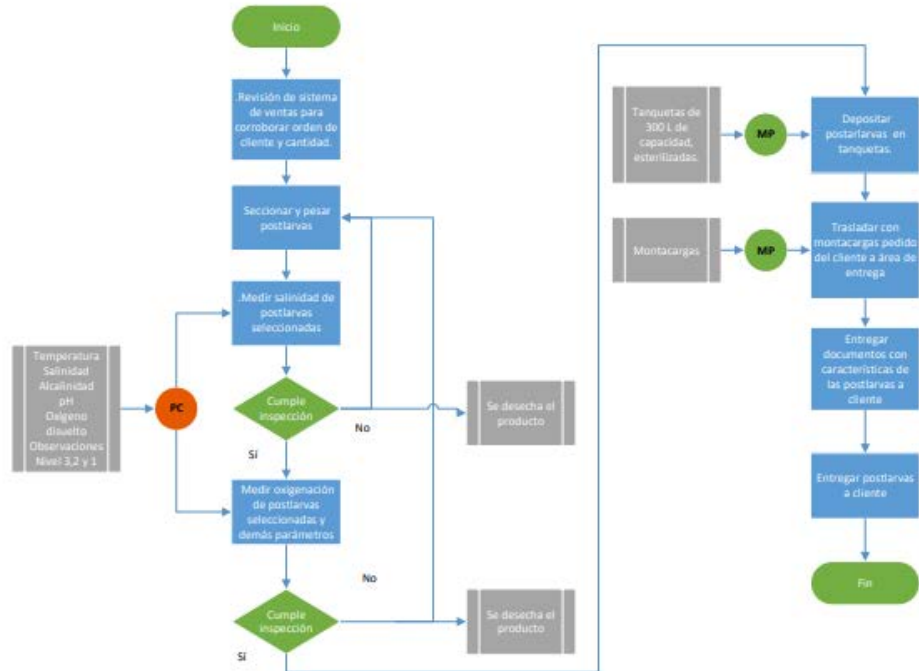 Inicio
.Revisión de sistema
de ventas para
corroborar orden de
cliente y cantidad.
Seccionar y pesar
postlarvas
.Medir salinidad de
postlarvas
seleccionadas
Temperatura
Salinidad
Alcalinidad
pH
Oxígeno
disuelto
Observaciones
Nivel 3,2 y 1
PC
Cumple
inspección
No
Sí
Se desecha el
producto
Medir oxigenación
de postlarvas
seleccionadas y
demás parámetros
No
Cumple
inspección
Sí
Se desecha el
producto
Tanquetas de
300 L de
capacidad,
esterilizadas.
MP
Depositar
postarlarvas en
tanquetas.
Montacargas
MP
Trasladar con
montacargas pedido
del cliente a área de
entrega
Entregar
documentos con
características de
las postlarvas a
cliente
Entregar postlarvas
a cliente
Fin